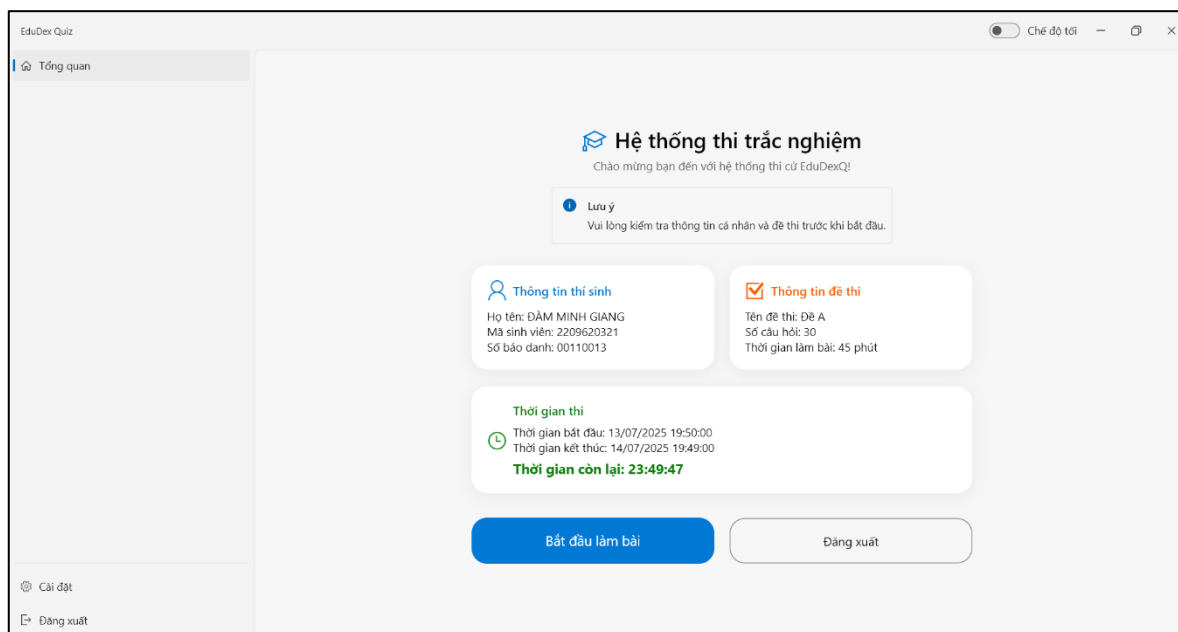 EduDex Quiz
Chế độ tối
Tổng quan
Hệ thống thi trắc nghiệm
Chào mừng bạn đến với hệ thống thi cử EduDexQ!
Lưu ý
Vui lòng kiểm tra thông tin cá nhân và đề thi trước khi bắt đầu.
Thông tin thí sinh
Họ tên: ĐÀM MINH GIANG
Mã sinh viên: 2209620321
Số báo danh: 00110013
Thông tin đề thi
Tên đề thi: Đề A
Số câu hỏi: 30
Thời gian làm bài: 45 phút
Thời gian thi
Thời gian bắt đầu: 13/07/2025 19:50:00
Thời gian kết thúc: 14/07/2025 19:49:00
Thời gian còn lại: 23:49:47
Bắt đầu làm bài
Đăng xuất
Cài đặt
Đăng xuất